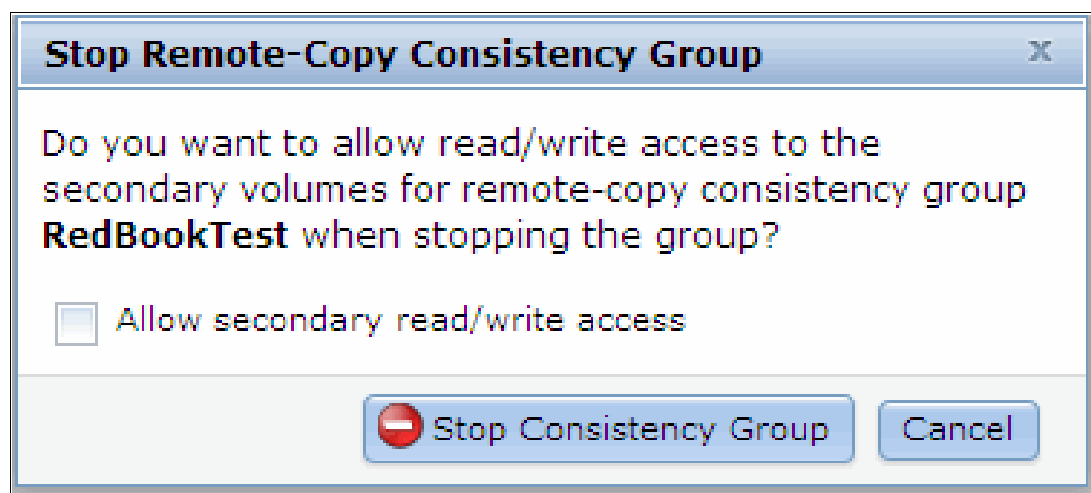 Stop Remote-Copy Consistency Group x
Do you want to allow read/write access to the
secondary volumes for remote-copy consistency group
RedBookTest when stopping the group?
Allow secondary read/write access
Stop Consistency Group Cancel